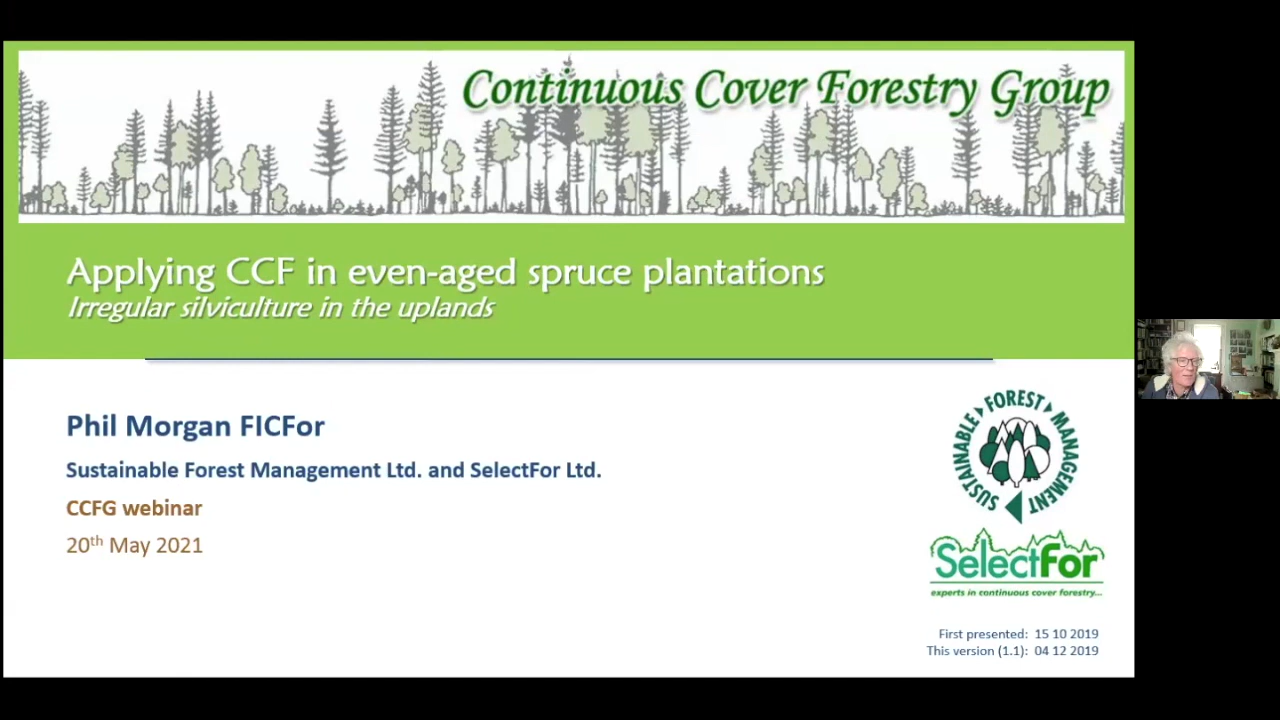 Continuous Cover Forestry Group
Applying CCF in even-aged spruce plantations
Irregular silviculture in the uplands
Phil Morgan FICFor
Sustainable Forest Management Ltd. and SelectFor Ltd.
CCFG webinar
20th May 2021
SUSTAINABLE FOREST MANAGEMENT
SelectFor
experts in continuous cover forestry...
First presented: 15 10 2019
This version (1.1): 04 12 2019